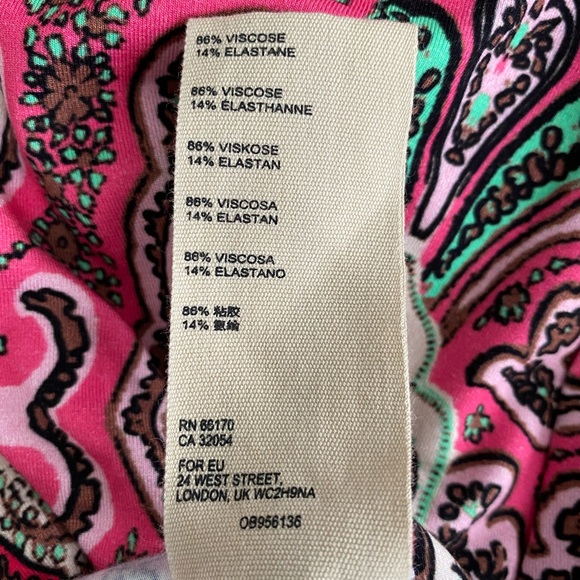 86% VISCOSE
14% ELASTANE
86% VISCOSE
14% ÉLASTHANNE
86% VISKOSE
14% ELASTAN
86% VISCOSA
14% ELASTAN
86% VISCOSA
14% ELASTANO
86% 粘胶
14% 氨纶
RN 66170
CA 32054
FOR EU
24 WEST STREET,
LONDON, UK WC2H9NA
OB956136